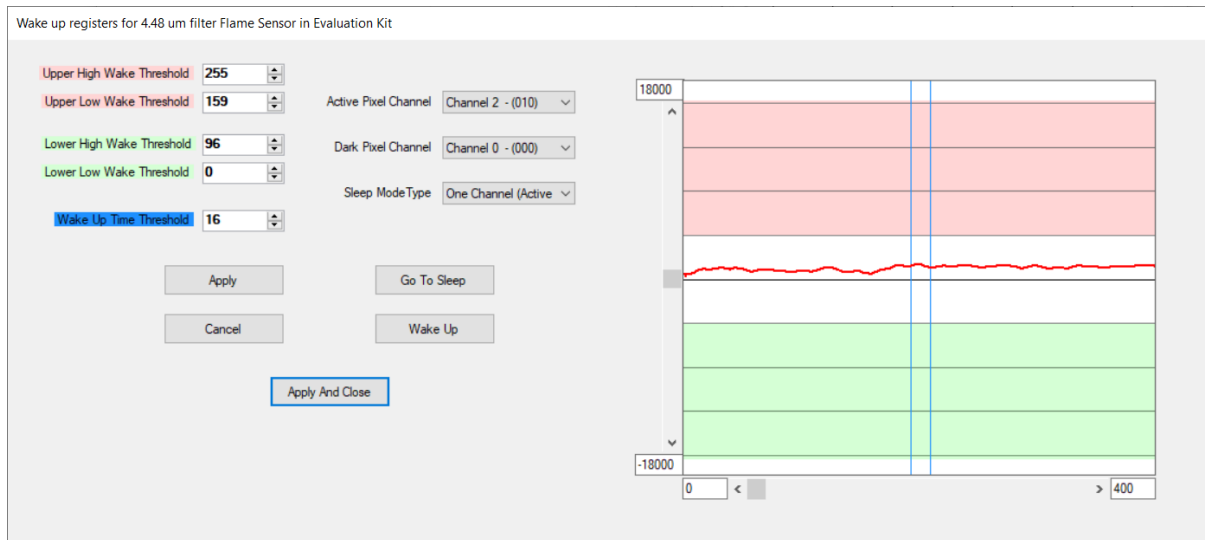 Wake up registers for 4.48 um filter Flame Sensor in Evaluation Kit
Upper High Wake Threshold 255
Upper Low Wake Threshold 159
Lower High Wake Threshold 96
Lower Low Wake Threshold 0
Wake Up Time Threshold 16
Active Pixel Channel Channel 2 - (010)
Dark Pixel Channel Channel 0 - (000)
Sleep ModeType One Channel (Active
Apply
Go To Sleep
Cancel
Wake Up
Apply And Close
18000
-18000
0
400